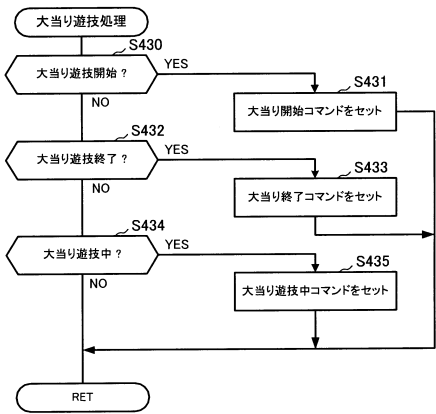 大当り遊技処理
S430
大当り遊技開始?
YES
S431
NO
大当り開始コマンドをセット
S432
大当り遊技終了?
YES
S433
NO
大当り終了コマンドをセット
S434
大当り遊技中?
YES
S435
NO
大当り遊技中コマンドをセット
RET